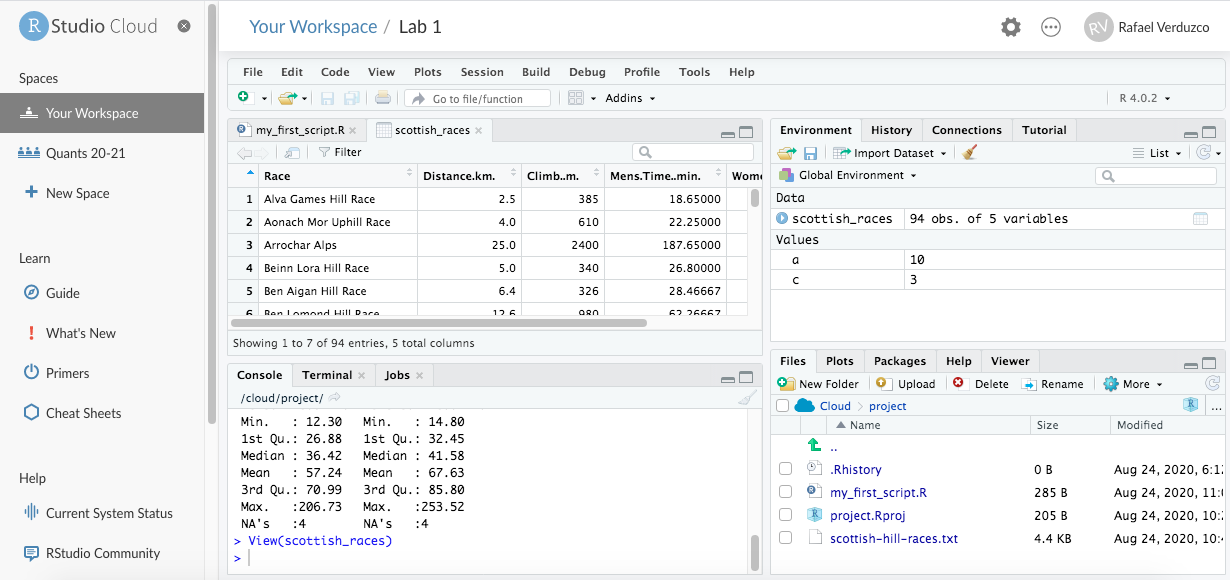 R Studio Cloud
Spaces
Your Workspace
Quants 20-21
New Space
Learn
Guide
What's New
Primers
Cheat Sheets
Help
Current System Status
RStudio Community
Your Workspace / Lab 1
RV Rafael Verduzco
File Edit Code View Plots Session Build Debug Profile Tools Help
Go to file/function Addins R 4.0.2
my_first_script.R scottish_races
Filter
Race Distance.km. Climb..m. Mens.Time..min. Wom
1 Alva Games Hill Race 2.5 385 18.65000
2 Aonach Mor Uphill Race 4.0 610 22.25000
3 Arrochar Alps 25.0 2400 187.65000
4 Beinn Lora Hill Race 5.0 340 26.80000
5 Ben Aigan Hill Race 6.4 326 28.46667
6 Ben Lomond Hill Race 12.6 980 62.26667
Showing 1 to 7 of 94 entries, 5 total columns
Console Terminal Jobs
/cloud/project/
Min. : 12.30 Min. : 14.80
1st Qu.: 26.88 1st Qu.: 32.45
Median : 36.42 Median : 41.58
Mean : 57.24 Mean : 67.63
3rd Qu.: 70.99 3rd Qu.: 85.80
Max. :206.73 Max. :253.52
NA's :4 NA's :4
> View(scottish_races)
>
Environment History Connections Tutorial
Import Dataset List
Global Environment
Data
scottish_races 94 obs. of 5 variables
Values
a 10
c 3
Files Plots Packages Help Viewer
New Folder Upload Delete Rename More
Cloud > project R ...
Name Size Modified
..
.Rhistory 0 B Aug 24, 2020, 6:1
my_first_script.R 285 B Aug 24, 2020, 11:
project.Rproj 205 B Aug 24, 2020, 10:
scottish-hill-races.txt 4.4 KB Aug 24, 2020, 10: